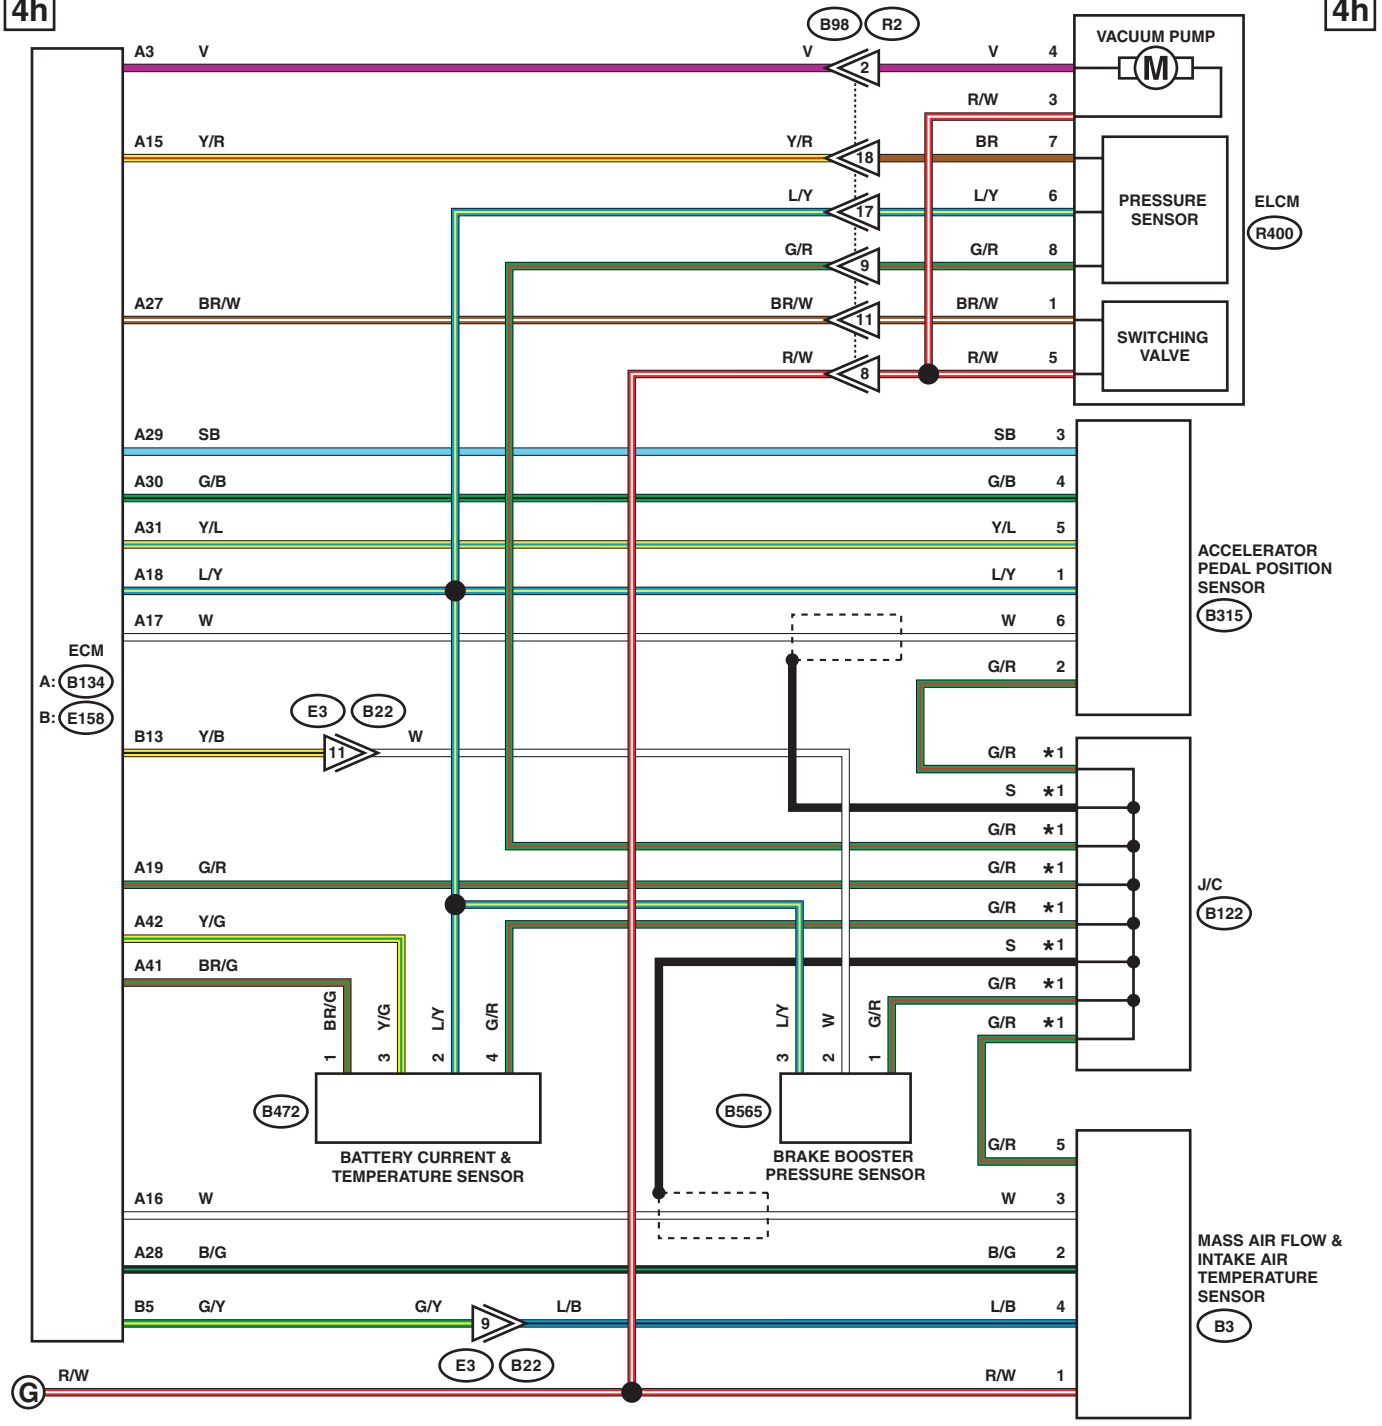 4h
4h
B98 R2
VACUUM PUMP
M
A3 V V 2 V 4
R/W 3
A15 Y/R Y/R 18 BR 7
L/Y 17 L/Y 6
PRESSURE
SENSOR
ELCM
R400
G/R 9 G/R 8
A27 BR/W BR/W 11 BR/W 1
SWITCHING
VALVE
R/W 8 R/W 5
A29 SB SB 3
A30 G/B G/B 4
A31 Y/L Y/L 5
A18 L/Y L/Y 1
ACCELERATOR
PEDAL POSITION
SENSOR
B315
A17 W W 6
ECM
A: B134
B: E158
G/R 2
E3 B22
B13 Y/B 11 W
G/R *1
S *1
G/R *1
A19 G/R G/R *1
J/C
B122
A42 Y/G G/R *1
A41 BR/G S *1
G/R *1
G/R *1
BR/G Y/G L/Y G/R
1 3 2 4
L/Y W G/R
3 2 1
B472
BATTERY CURRENT &
TEMPERATURE SENSOR
B565
BRAKE BOOSTER
PRESSURE SENSOR
G/R 5
A16 W W 3
A28 B/G B/G 2
MASS AIR FLOW &
INTAKE AIR
TEMPERATURE
SENSOR
B3
B5 G/Y G/Y 9 L/B L/B 4
E3 B22
G R/W R/W 1